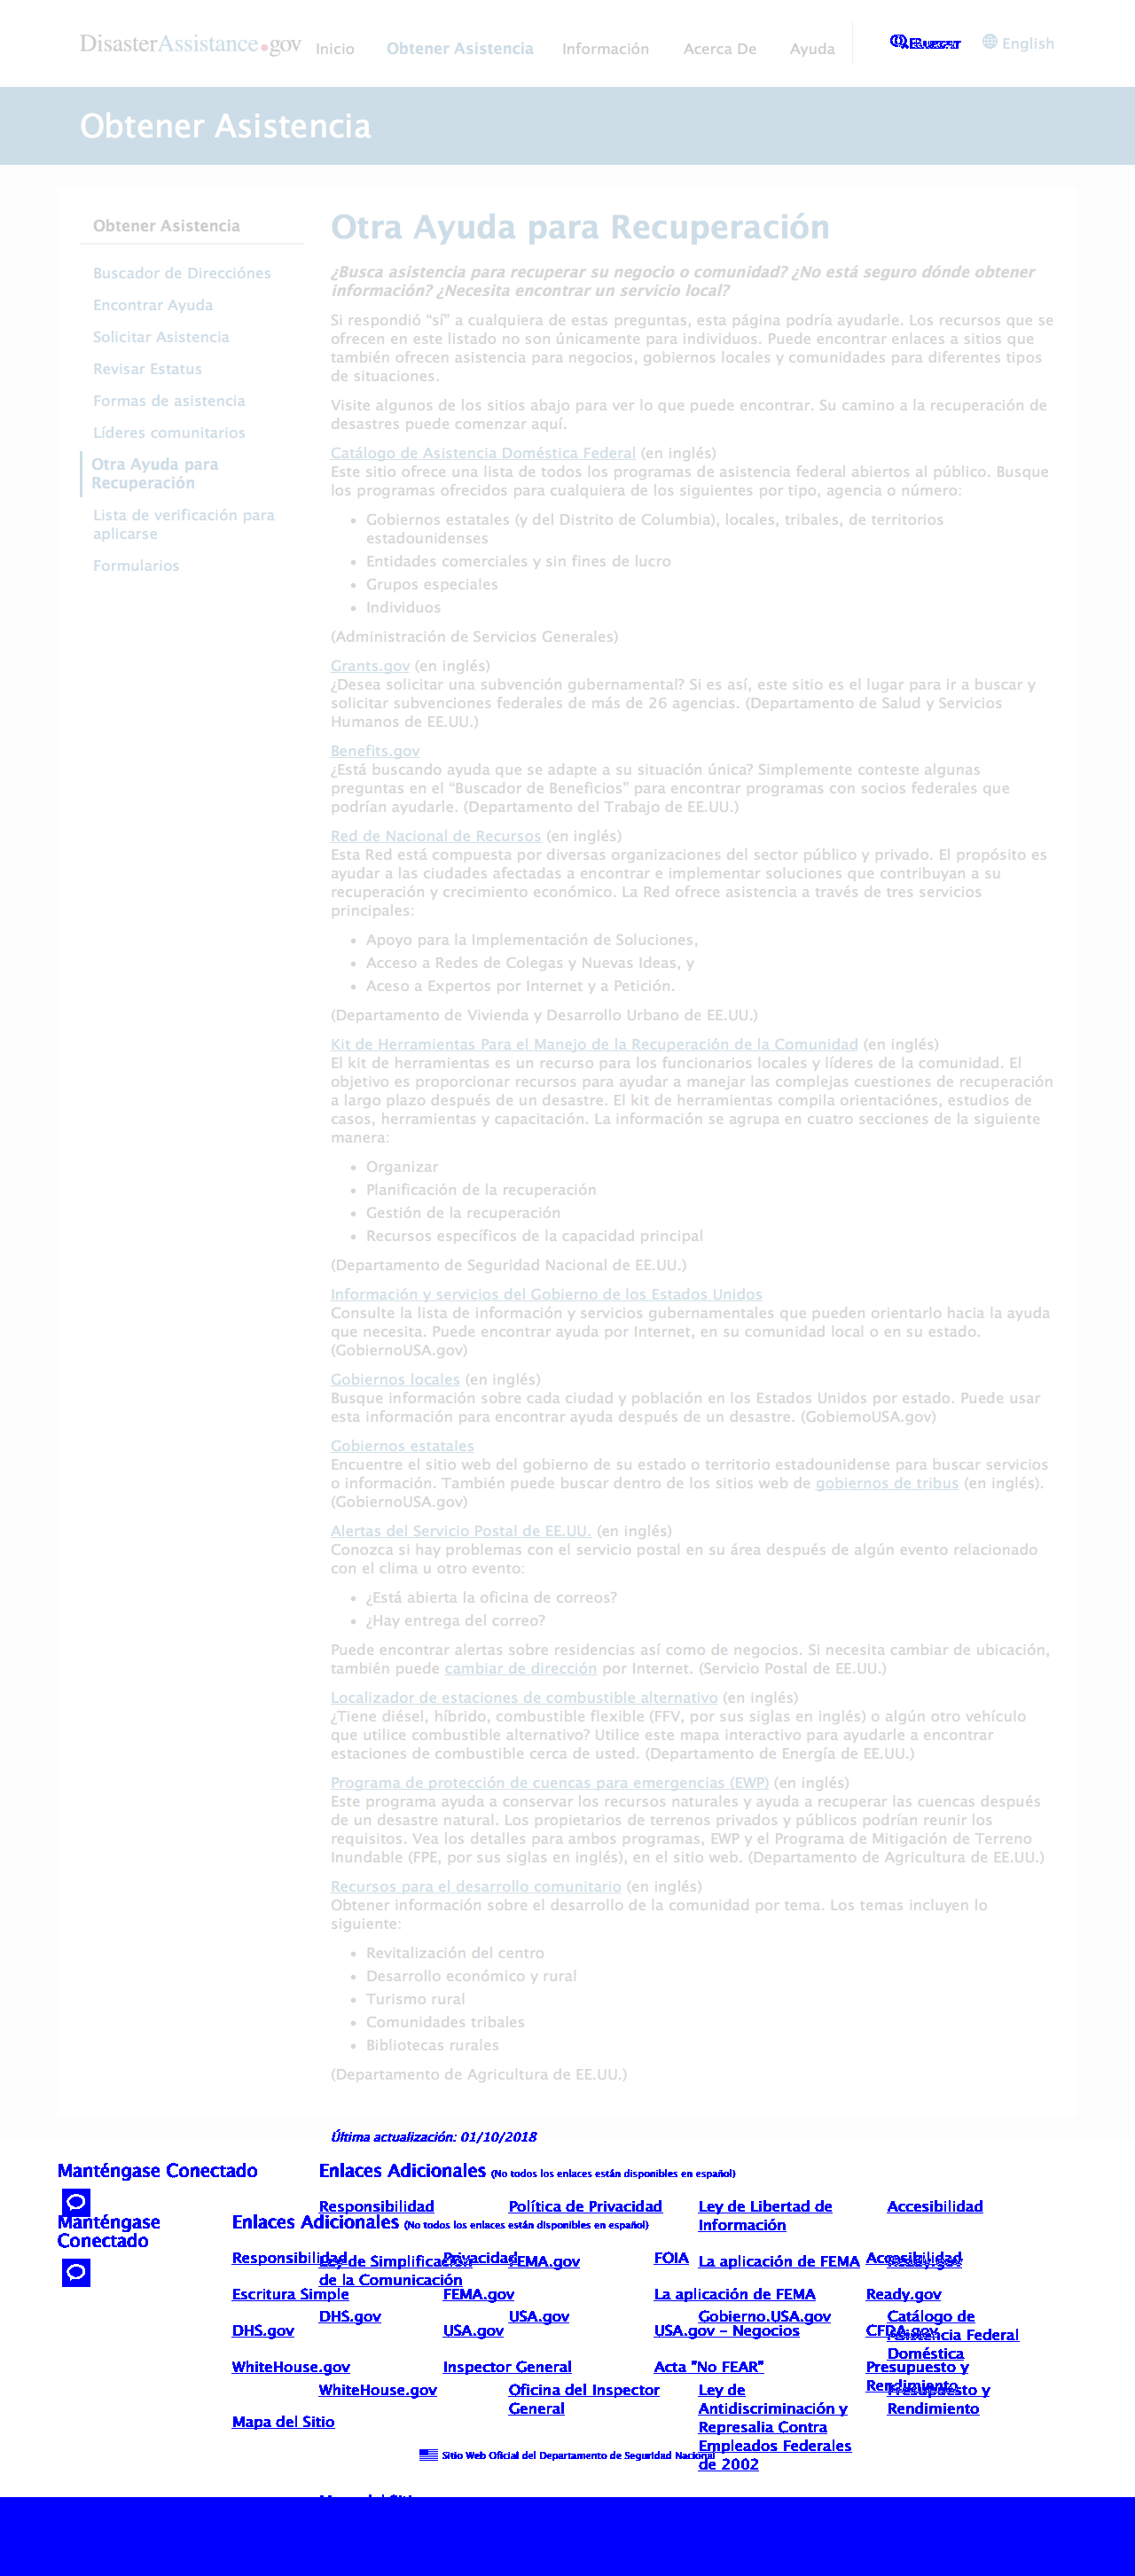 DisasterAssistance.gov
Inicio Obtener Asistencia Información Acerca De Ayuda English
Obtener Asistencia
Obtener Asistencia
Buscador de Direcciónes
Encontrar Ayuda
Solicitar Asistencia
Revisar Estatus
Formas de asistencia
Líderes comunitarios
Otra Ayuda para
Recuperación
Lista de verificación para
aplicarse
Formularios
Otra Ayuda para Recuperación
¿Busca asistencia para recuperar su negocio o comunidad? ¿No está seguro dónde obtener
información? ¿Necesita encontrar un servicio local?
Si respondió “sí” a cualquiera de estas preguntas, esta página podría ayudarle. Los recursos que se
ofrecen en este listado no son únicamente para individuos. Puede encontrar enlaces a sitios que
también ofrecen asistencia para negocios, gobiernos locales y comunidades para diferentes tipos
de situaciones.
Visite algunos de los sitios abajo para ver lo que puede encontrar. Su camino a la recuperación de
desastres puede comenzar aquí.
Catálogo de Asistencia Doméstica Federal (en inglés)
Este sitio ofrece una lista de todos los programas de asistencia federal abiertos al público. Busque
los programas ofrecidos para cualquiera de los siguientes por tipo, agencia o número:
• Gobiernos estatales (y del Distrito de Columbia), locales, tribales, de territorios
estadounidenses
• Entidades comerciales y sin fines de lucro
• Grupos especiales
• Individuos
(Administración de Servicios Generales)
Grants.gov (en inglés)
¿Desea solicitar una subvención gubernamental? Si es así, este sitio es el lugar para ir a buscar y
solicitar subvenciones federales de más de 26 agencias. (Departamento de Salud y Servicios
Humanos de EE.UU.)
Benefits.gov
¿Está buscando ayuda que se adapte a su situación única? Simplemente conteste algunas
preguntas en el “Buscador de Beneficios” para encontrar programas con socios federales que
podrían ayudarle. (Departamento del Trabajo de EE.UU.)
Red de Nacional de Recursos (en inglés)
Esta Red está compuesta por diversas organizaciones del sector público y privado. El propósito es
ayudar a las ciudades afectadas a encontrar e implementar soluciones que contribuyan a su
recuperación y crecimiento económico. La Red ofrece asistencia a través de tres servicios
principales:
• Apoyo para la Implementación de Soluciones,
• Acceso a Redes de Colegas y Nuevas Ideas, y
• Aceso a Expertos por Internet y a Petición.
(Departamento de Vivienda y Desarrollo Urbano de EE.UU.)
Kit de Herramientas Para el Manejo de la Recuperación de la Comunidad (en inglés)
El kit de herramientas es un recurso para los funcionarios locales y líderes de la comunidad. El
objetivo es proporcionar recursos para ayudar a manejar las complejas cuestiones de recuperación
a largo plazo después de un desastre. El kit de herramientas compila orientaciónes, estudios de
casos, herramientas y capacitación. La información se agrupa en cuatro secciones de la siguiente
manera:
• Organizar
• Planificación de la recuperación
• Gestión de la recuperación
• Recursos específicos de la capacidad principal
(Departamento de Seguridad Nacional de EE.UU.)
Información y servicios del Gobierno de los Estados Unidos
Consulte la lista de información y servicios gubernamentales que pueden orientarlo hacia la ayuda
que necesita. Puede encontrar ayuda por Internet, en su comunidad local o en su estado.
(GobiernoUSA.gov)
Gobiernos locales (en inglés)
Busque información sobre cada ciudad y población en los Estados Unidos por estado. Puede usar
esta información para encontrar ayuda después de un desastre. (GobiernoUSA.gov)
Gobiernos estatales
Encuentre el sitio web del gobierno de su estado o territorio estadounidense para buscar servicios
o información. También puede buscar dentro de los sitios web de gobiernos de tribus (en inglés).
(GobiernoUSA.gov)
Alertas del Servicio Postal de EE.UU. (en inglés)
Conozca si hay problemas con el servicio postal en su área después de algún evento relacionado
con el clima u otro evento:
• ¿Está abierta la oficina de correos?
• ¿Hay entrega del correo?
Puede encontrar alertas sobre residencias así como de negocios. Si necesita cambiar de ubicación,
también puede cambiar de dirección por Internet. (Servicio Postal de EE.UU.)
Localizador de estaciones de combustible alternativo (en inglés)
¿Tiene diésel, híbrido, combustible flexible (FFV, por sus siglas en inglés) o algún otro vehículo
que utilice combustible alternativo? Utilice este mapa interactivo para ayudarle a encontrar
estaciones de combustible cerca de usted. (Departamento de Energía de EE.UU.)
Programa de protección de cuencas para emergencias (EWP) (en inglés)
Este programa ayuda a conservar los recursos naturales y ayuda a recuperar las cuencas después
de un desastre natural. Los propietarios de terrenos privados y públicos podrían reunir los
requisitos. Vea los detalles para ambos programas, EWP y el Programa de Mitigación de Terreno
Inundable (FPE, por sus siglas en inglés), en el sitio web. (Departamento de Agricultura de EE.UU.)
Recursos para el desarrollo comunitario (en inglés)
Obtener información sobre el desarrollo de la comunidad por tema. Los temas incluyen lo
siguiente:
• Revitalización del centro
• Desarrollo económico y rural
• Turismo rural
• Comunidades tribales
• Bibliotecas rurales
(Departamento de Agricultura de EE.UU.)
Última actualización: 01/10/2018
Manténgase Conectado Enlaces Adicionales (No todos los enlaces están disponibles en español)
Responsibilidad Política de Privacidad Ley de Libertad de Accesibilidad
Información
Manténgase Enlaces Adicionales (No todos los enlaces están disponibles en español)
Conectado
Responsibilidad Privacidad FOIA Accesibilidad
Ley de Simplificación FEMA.gov La aplicación de FEMA Ready.gov
de la Comunicación
Escritura Simple FEMA.gov La aplicación de FEMA Ready.gov
DHS.gov USA.gov Gobierno.USA.gov Catálogo de
Asistencia Federal
Doméstica
DHS.gov USA.gov USA.gov - Negocios CFDA.gov
WhiteHouse.gov Inspector General Acta "No FEAR" Presupuesto y
Rendimiento
WhiteHouse.gov Oficina del Inspector Ley de Presupuesto y
General Antidiscriminación y Rendimiento
Represalia Contra
Empleados Federales
de 2002
Mapa del Sitio
Sitio Web Oficial del Departamento de Seguridad Nacional